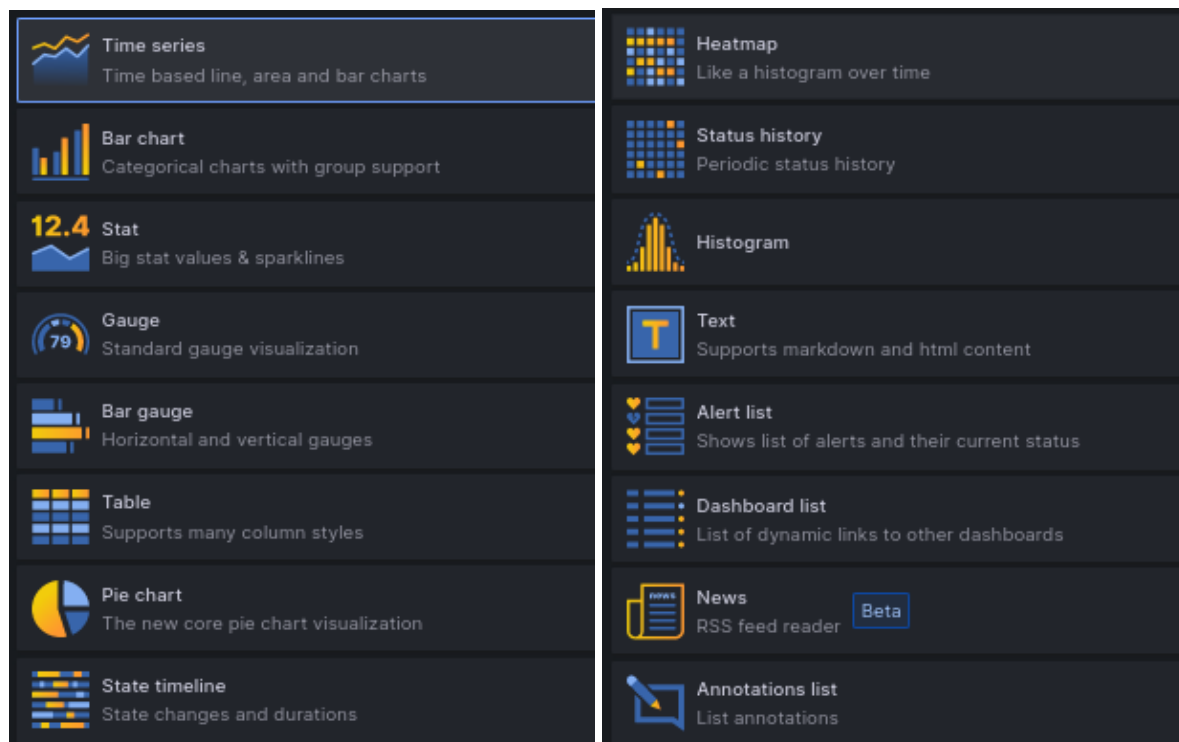 Time series
Time based line, area and bar charts
Bar chart
Categorical charts with group support
12.4
Stat
Big stat values & sparklines
79
Gauge
Standard gauge visualization
Bar gauge
Horizontal and vertical gauges
Table
Supports many column styles
Pie chart
The new core pie chart visualization
State timeline
State changes and durations
Heatmap
Like a histogram over time
Status history
Periodic status history
Histogram
T
Text
Supports markdown and html content
Alert list
Shows list of alerts and their current status
Dashboard list
List of dynamic links to other dashboards
news
News
RSS feed reader
Beta
Annotations list
List annotations